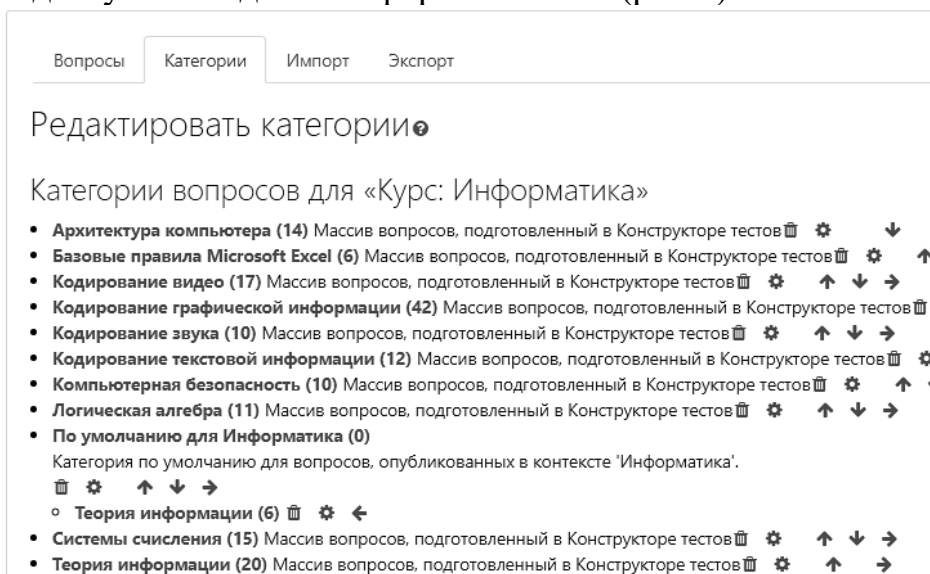 Вопросы Категории Импорт Экспорт
Редактировать категории
Категории вопросов для «Курс: Информатика»
Архитектура компьютера (14) Массив вопросов, подготовленный в Конструкторе тестов
Базовые правила Microsoft Excel (6) Массив вопросов, подготовленный в Конструкторе тестов
Кодирование видео (17) Массив вопросов, подготовленный в Конструкторе тестов
Кодирование графической информации (42) Массив вопросов, подготовленный в Конструкторе тестов
Кодирование звука (10) Массив вопросов, подготовленный в Конструкторе тестов
Кодирование текстовой информации (12) Массив вопросов, подготовленный в Конструкторе тестов
Компьютерная безопасность (10) Массив вопросов, подготовленный в Конструкторе тестов
Логическая алгебра (11) Массив вопросов, подготовленный в Конструкторе тестов
По умолчанию для Информатика (0)
Категория по умолчанию для вопросов, опубликованных в контексте 'Информатика'.
Теория информации (6)
Системы счисления (15) Массив вопросов, подготовленный в Конструкторе тестов
Теория информации (20) Массив вопросов, подготовленный в Конструкторе тестов